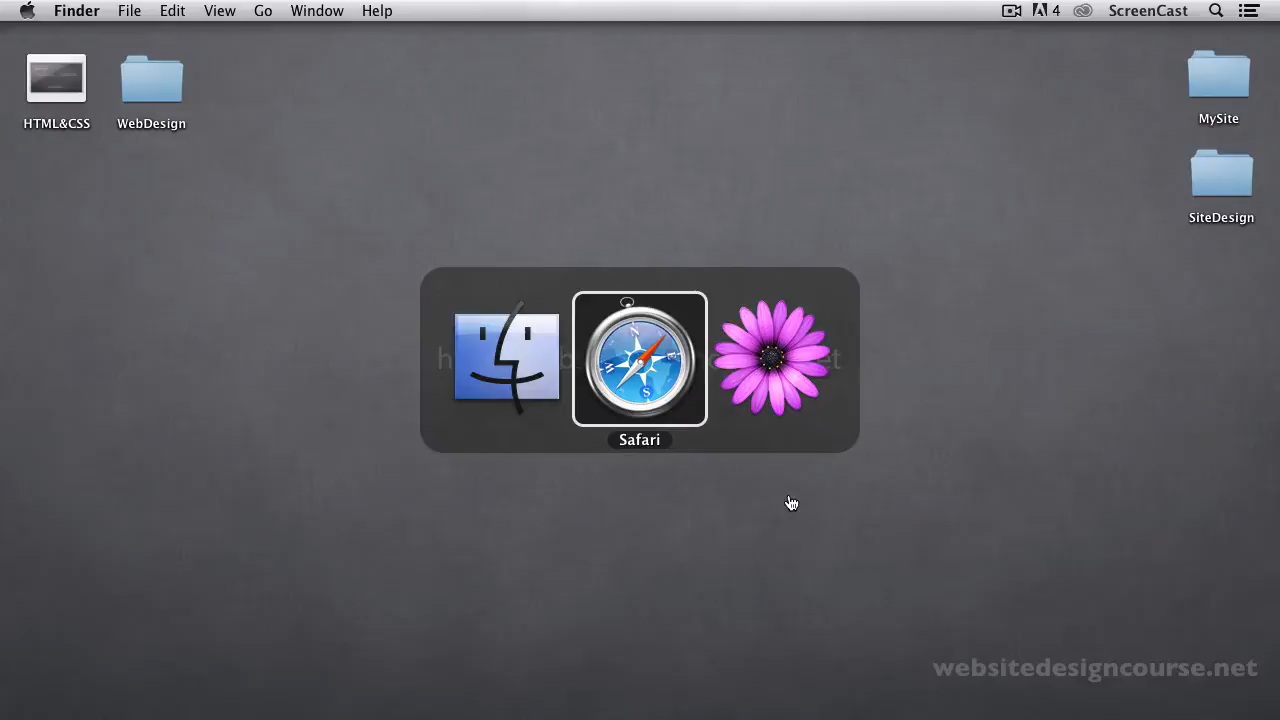 Finder File Edit View Go Window Help 4 ScreenCast
HTML&CSS WebDesign MySite
SiteDesign
N
W E
S
Safari
websitedesigncourse.net